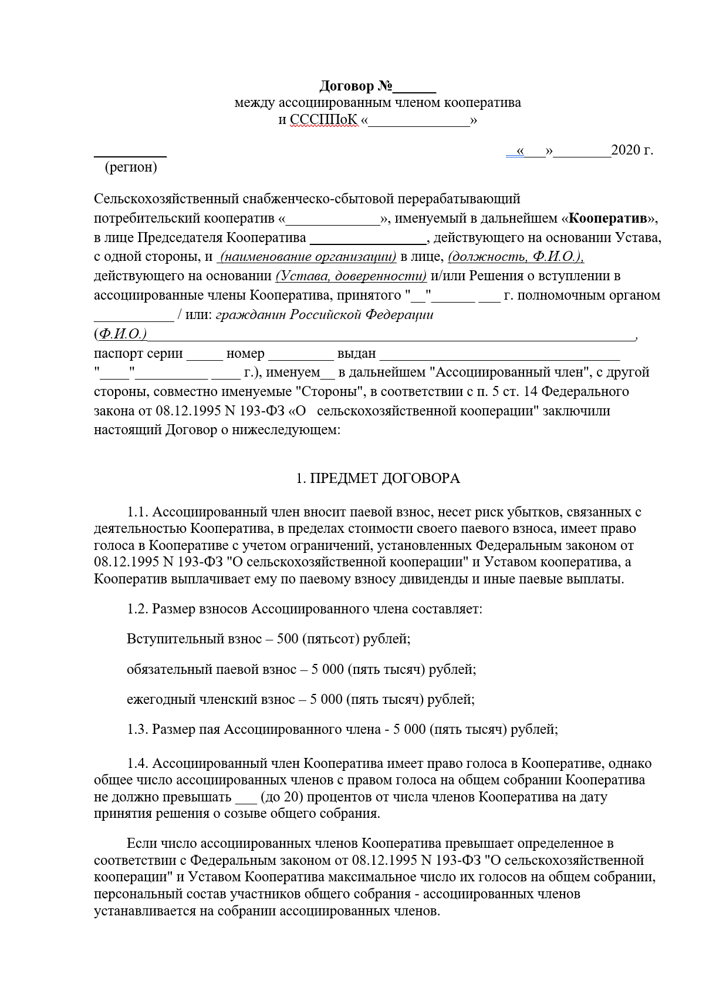 Договор №______
между ассоциированным членом кооператива
и СССППоК «______________»
__________ __«___»________2020 г.
(регион)
Сельскохозяйственный снабженческо-сбытовой перерабатывающий
потребительский кооператив «_____________», именуемый в дальнейшем «Кооператив»,
в лице Председателя Кооператива ________________, действующего на основании Устава,
с одной стороны, и (наименование организации) в лице, (должность, Ф.И.О.),
действующего на основании (Устава, доверенности) и/или Решения о вступлении в
ассоциированные члены Кооператива, принятого "__"______ ___ г. полномочным органом
___________ / или: гражданин Российской Федерации
(Ф.И.О.)___________________________________________________________________,
паспорт серии _____ номер _________ выдан _________________________________
"____"__________ ____ г.), именуем__ в дальнейшем "Ассоциированный член", с другой
стороны, совместно именуемые "Стороны", в соответствии с п. 5 ст. 14 Федерального
закона от 08.12.1995 N 193-ФЗ «О сельскохозяйственной кооперации" заключили
настоящий Договор о нижеследующем:
1. ПРЕДМЕТ ДОГОВОРА
1.1. Ассоциированный член вносит паевой взнос, несет риск убытков, связанных с
деятельностью Кооператива, в пределах стоимости своего паевого взноса, имеет право
голоса в Кооперативе с учетом ограничений, установленных Федеральным законом от
08.12.1995 N 193-ФЗ "О сельскохозяйственной кооперации" и Уставом кооператива, а
Кооператив выплачивает ему по паевому взносу дивиденды и иные паевые выплаты.
1.2. Размер взносов Ассоциированного члена составляет:
Вступительный взнос – 500 (пятьсот) рублей;
обязательный паевой взнос – 5 000 (пять тысяч) рублей;
ежегодный членский взнос – 5 000 (пять тысяч) рублей;
1.3. Размер пая Ассоциированного члена - 5 000 (пять тысяч) рублей;
1.4. Ассоциированный член Кооператива имеет право голоса в Кооперативе, однако
общее число ассоциированных членов с правом голоса на общем собрании Кооператива
не должно превышать ___ (до 20) процентов от числа членов Кооператива на дату
принятия решения о созыве общего собрания.
Если число ассоциированных членов Кооператива превышает определенное в
соответствии с Федеральным законом от 08.12.1995 N 193-ФЗ "О сельскохозяйственной
кооперации" и Уставом Кооператива максимальное число их голосов на общем собрании,
персональный состав участников общего собрания - ассоциированных членов
устанавливается на собрании ассоциированных членов.